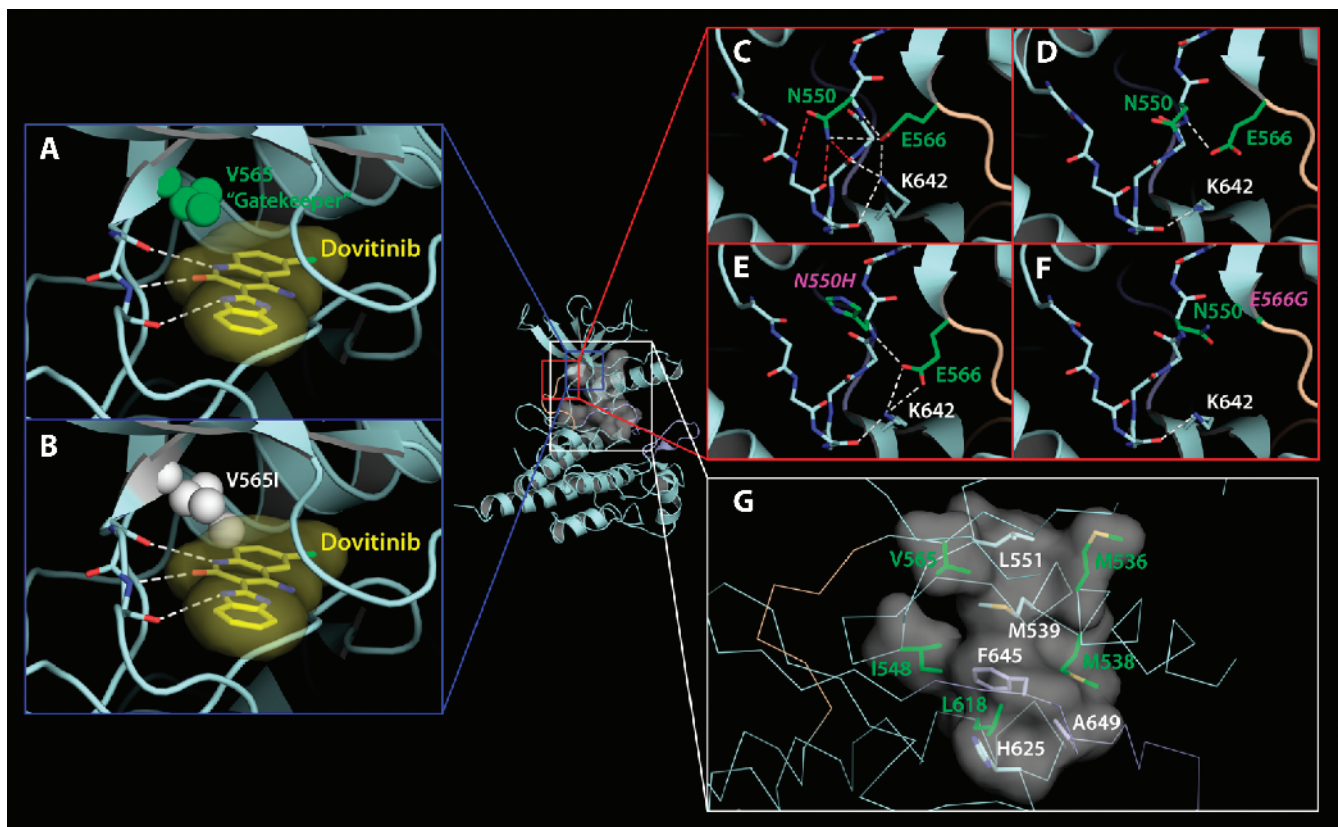 A
V565
"Gatekeeper"
Dovitinib
B
V565I
Dovitinib
C
N550
E566
K642
D
N550
E566
K642
E
N550H
E566
K642
F
N550
E566G
K642
G
V565
L551
M536
M539
I548
F645
M538
L618
A649
H625